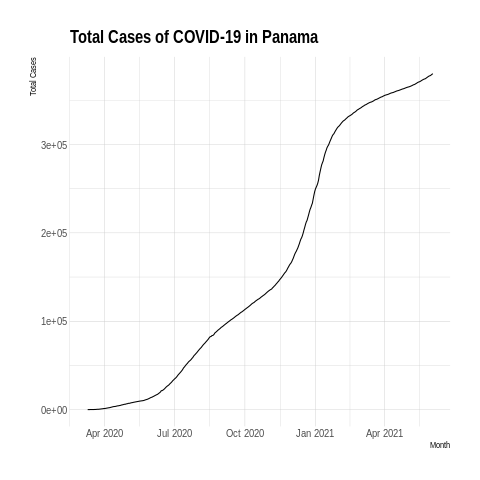 Total Cases of COVID-19 in Panama
Total Cases
3e+05
2e+05
1e+05
0e+00
Apr 2020 Jul 2020 Oct 2020 Jan 2021 Apr 2021
Month